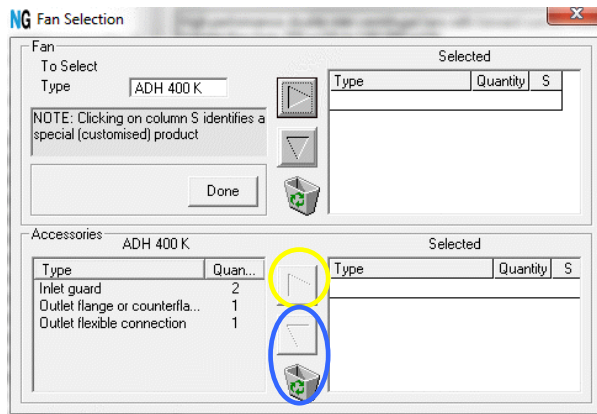 NG Fan Selection
X
Fan
To Select
Type ADH 400 K
NOTE: Clicking on column S identifies a
special (customised) product
Done
Selected
Type Quantity S
Accessories
ADH 400 K
Type Quan...
Inlet guard 2
Outlet flange or counterfla... 1
Outlet flexible connection 1
Selected
Type Quantity S